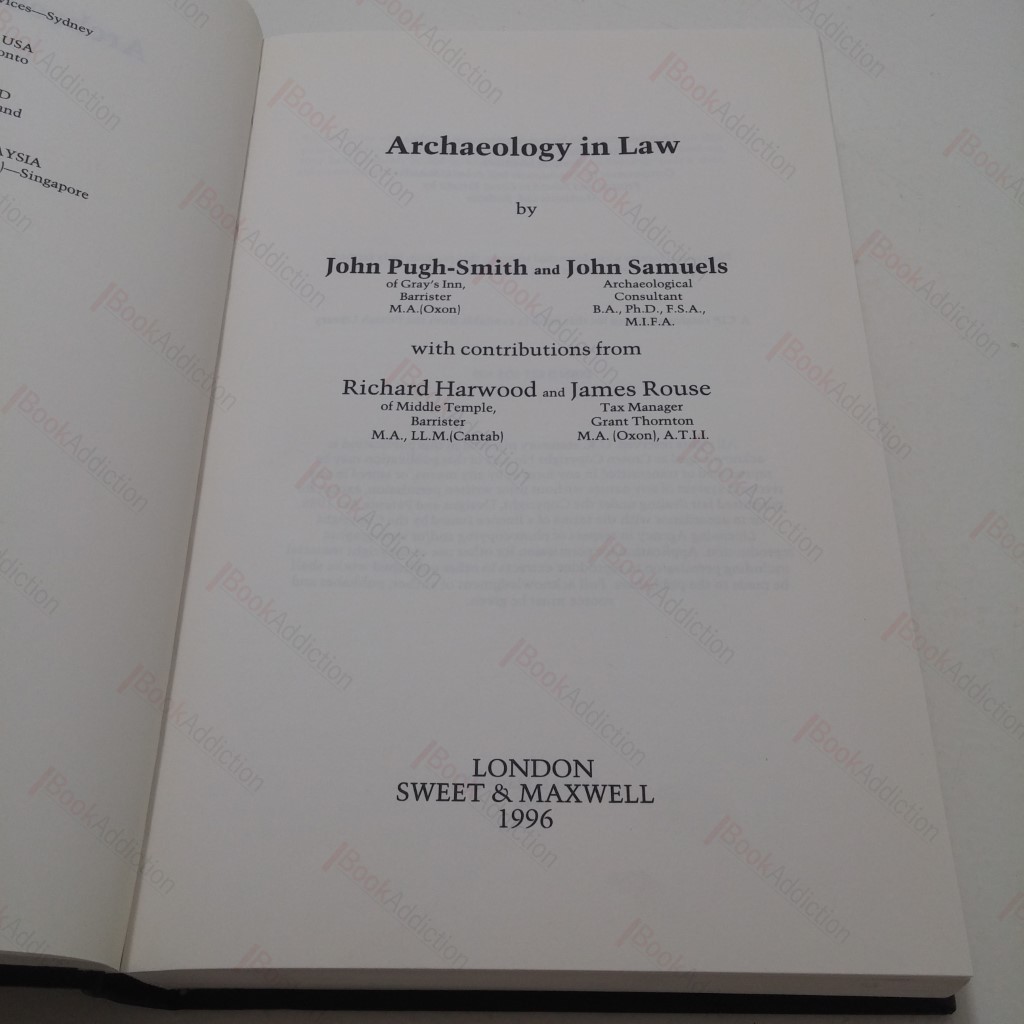 ices—Sydney
USA
onto
D
and
AYSIA
)—Singapore
Archaeology in Law
by
John Pugh-Smith and John Samuels
of Gray's Inn, Archaeological
Barrister Consultant
M.A.(Oxon) B.A., Ph.D., F.S.A.,
M.I.F.A.
with contributions from
Richard Harwood and James Rouse
of Middle Temple, Tax Manager
Barrister Grant Thornton
M.A., LL.M.(Cantab) M.A. (Oxon), A.T.I.I.
LONDON
SWEET & MAXWELL
1996
BookAddiction